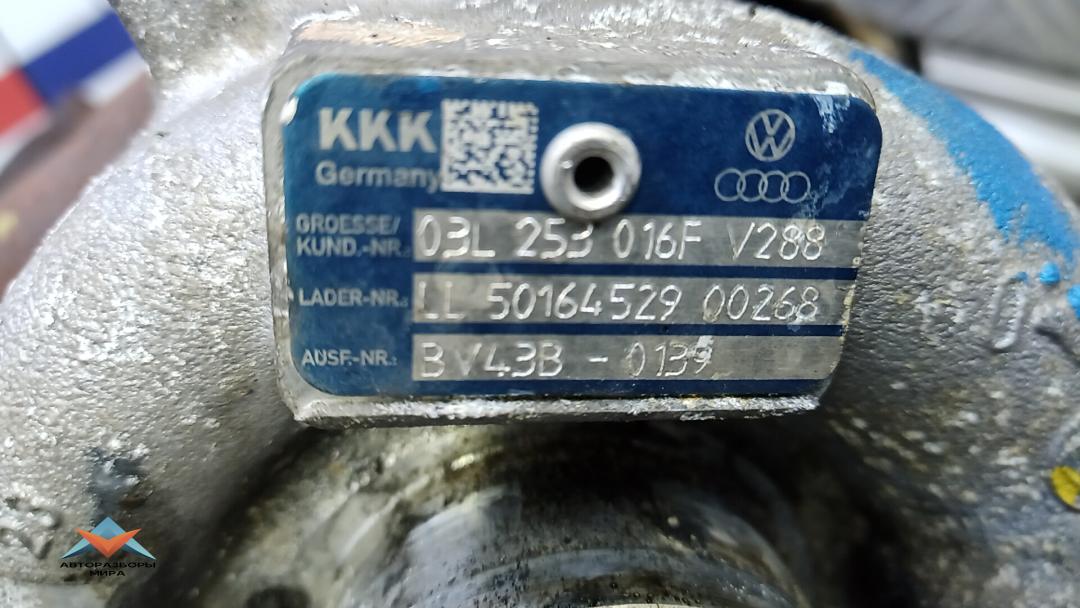 KKK
Germany
GROESSE/
KUND.-NR.: 03L 253 016F V288
LADER-NR.: LL 50164529 00268
AUSF.-NR.: BV43B - 0139
АВТОРАЗБОРЫ
МИРА